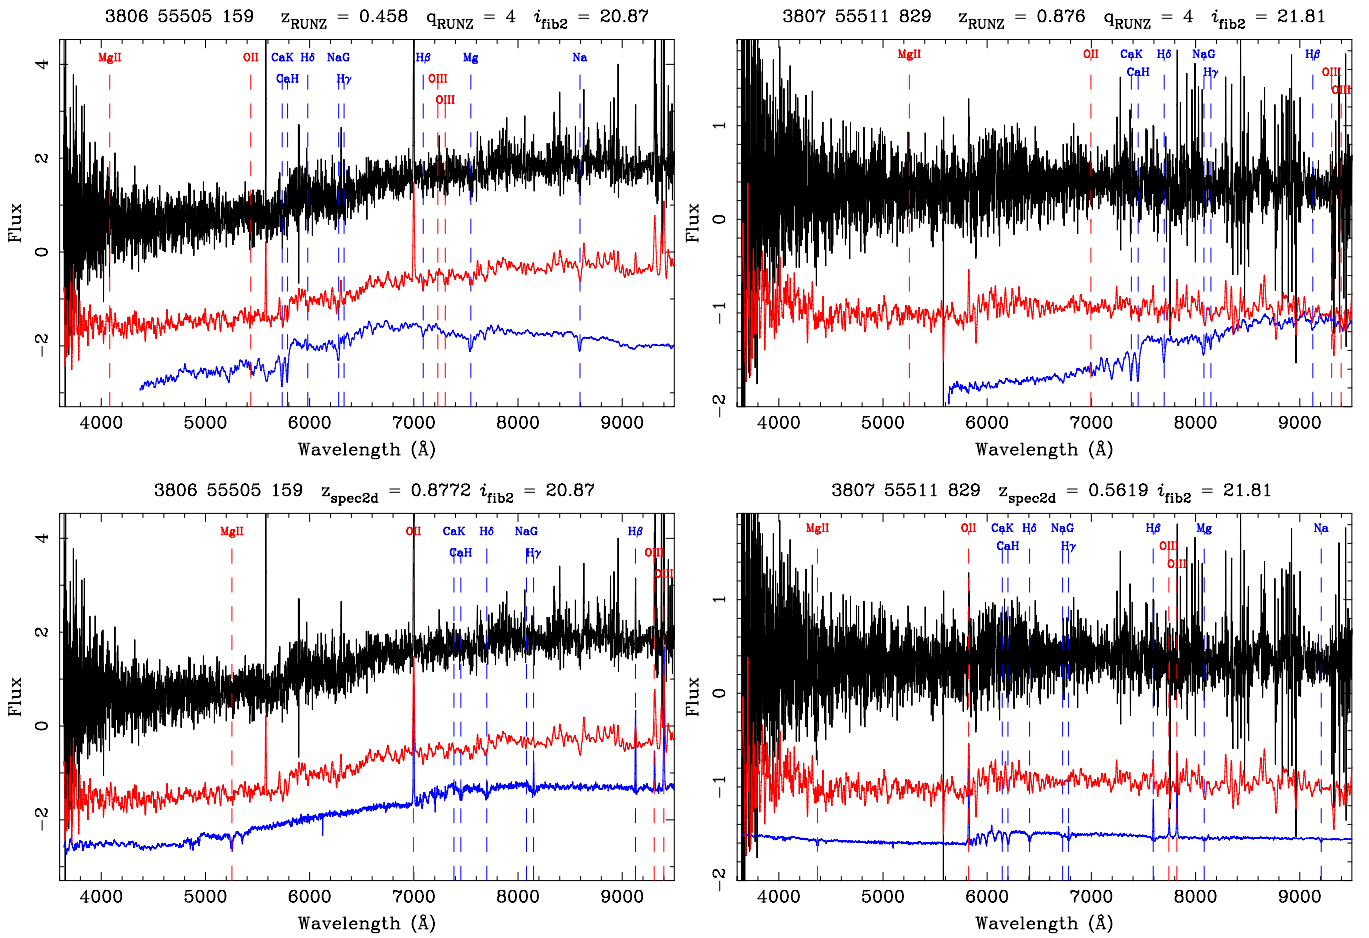 3806 55505 159 z_RUNZ = 0.458 q_RUNZ = 4 i_fib2 = 20.87
MgII OII CaK Hδ NaG Hβ OIII Mg Na
CaH Hγ
OIII
Flux
4
2
0
−2
4000 5000 6000 7000 8000 9000
Wavelength (Å)
3807 55511 829 z_RUNZ = 0.876 q_RUNZ = 4 i_fib2 = 21.81
MgII OII CaK Hδ NaG Hβ
CaH Hγ OIII
OIII
Flux
1
0
−1
−2
4000 5000 6000 7000 8000 9000
Wavelength (Å)
3806 55505 159 z_spec2d = 0.8772 i_fib2 = 20.87
MgII OII CaK Hδ NaG Hβ
CaH Hγ OIII
OIII
Flux
4
2
0
−2
4000 5000 6000 7000 8000 9000
Wavelength (Å)
3807 55511 829 z_spec2d = 0.5619 i_fib2 = 21.81
MgII OII CaK Hδ NaG Hβ Mg Na
CaH Hγ OIII
OIII
Flux
1
0
−1
−2
4000 5000 6000 7000 8000 9000
Wavelength (Å)